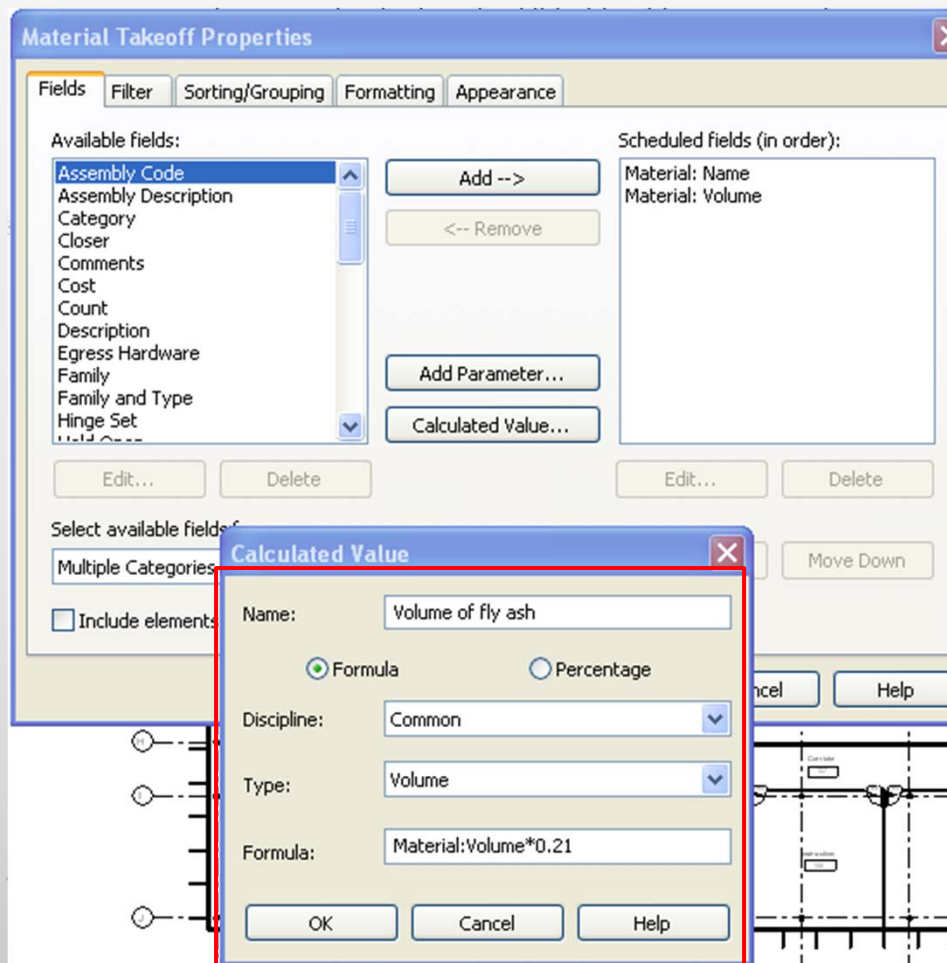 Material Takeoff Properties
Fields
Filter
Sorting/Grouping
Formatting
Appearance
Available fields:
Assembly Code
Assembly Description
Category
Closer
Comments
Cost
Count
Description
Egress Hardware
Family
Family and Type
Hinge Set
Add -->
<-- Remove
Add Parameter...
Calculated Value...
Scheduled fields (in order):
Material: Name
Material: Volume
Edit...
Delete
Edit...
Delete
Select available fields
Multiple Categories
Move Down
Include elements
Help
Calculated Value
Name:
Volume of fly ash
Formula
Percentage
Discipline:
Common
Type:
Volume
Formula:
Material:Volume*0.21
OK
Cancel
Help
H
J